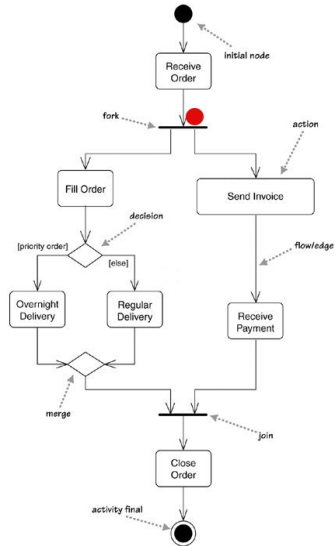 initial node
Receive
Order
fork
action
Fill Order
Send Invoice
decision
[priority order]
[else]
flow/edge
Overnight
Delivery
Regular
Delivery
Receive
Payment
merge
join
Close
Order
activity final